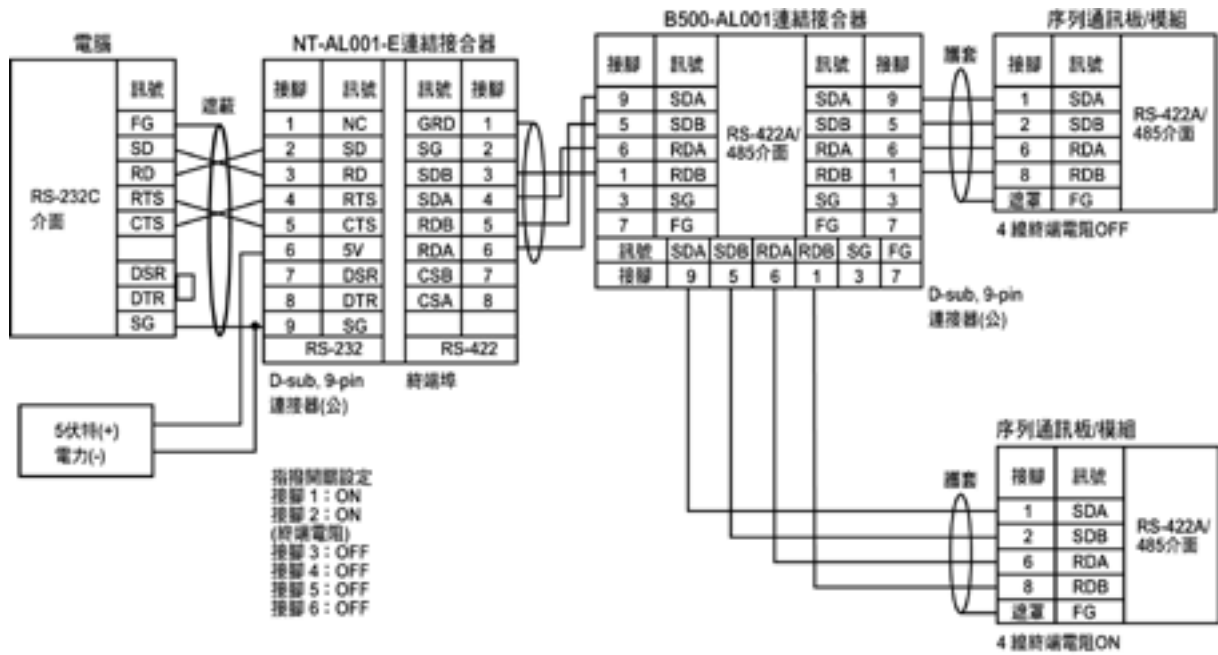 電腦
訊號
FG
SD
RD
RTS
CTS
DSR
DTR
SG
RS-232C
介面
遮蔽
5伏特(+)
電力(-)
NT-AL001-E連結接合器
接腳 訊號 訊號 接腳
1 NC GRD 1
2 SD SG 2
3 RD SDB 3
4 RTS SDA 4
5 CTS RDB 5
6 5V RDA 6
7 DSR CSB 7
8 DTR CSA 8
9 SG
RS-232 RS-422
D-sub, 9-pin
連接器(公)
終端埠
指撥開關設定
接腳 1：ON
接腳 2：ON
(終端電阻)
接腳 3：OFF
接腳 4：OFF
接腳 5：OFF
接腳 6：OFF
B500-AL001連結接合器
接腳 訊號 訊號 接腳
9 SDA SDA 9
5 SDB SDB 5
6 RDA RDA 6
1 RDB RDB 1
3 SG SG 3
7 FG FG 7
RS-422A/
485介面
訊號 SDA SDB RDA RDB SG FG
接腳 9 5 6 1 3 7
D-sub, 9-pin
連接器(公)
護套
序列通訊板/模組
接腳 訊號
1 SDA
2 SDB
6 RDA
8 RDB
遮罩 FG
RS-422A/
485介面
4 線終端電阻OFF
護套
序列通訊板/模組
接腳 訊號
1 SDA
2 SDB
6 RDA
8 RDB
遮罩 FG
RS-422A/
485介面
4 線終端電阻ON